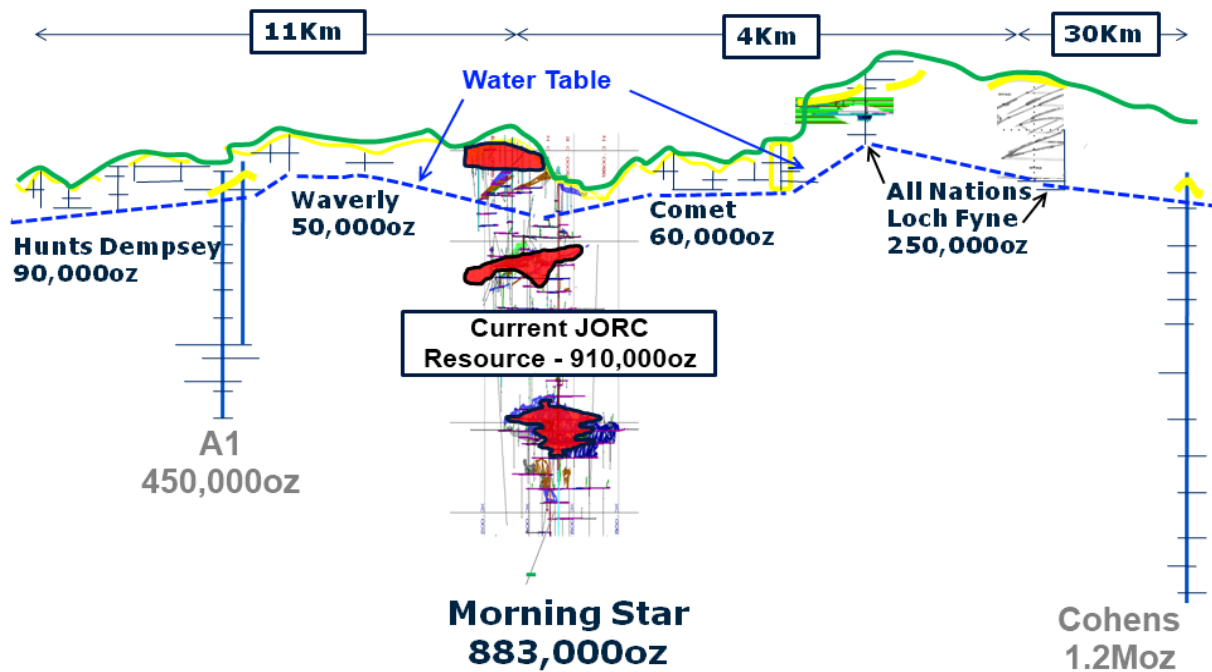 11Km
4Km
30Km
Water Table
Waverly
50,000oz
Comet
60,000oz
All Nations
Loch Fyne
250,000oz
Hunts Dempsey
90,000oz
Current JORC
Resource - 910,000oz
A1
450,000oz
Morning Star
883,000oz
Cohens
1.2Moz